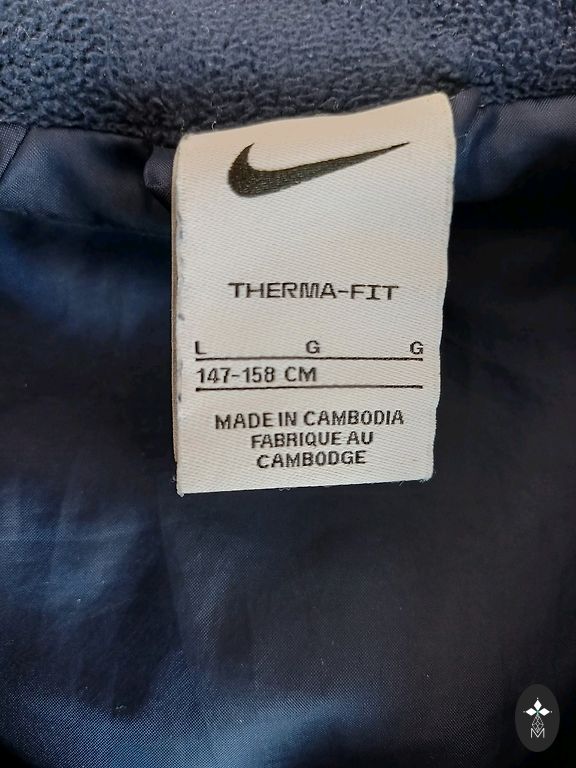 THERMA-FIT
L G G
147-158 CM
MADE IN CAMBODIA
FABRIQUE AU
CAMBODGE
M